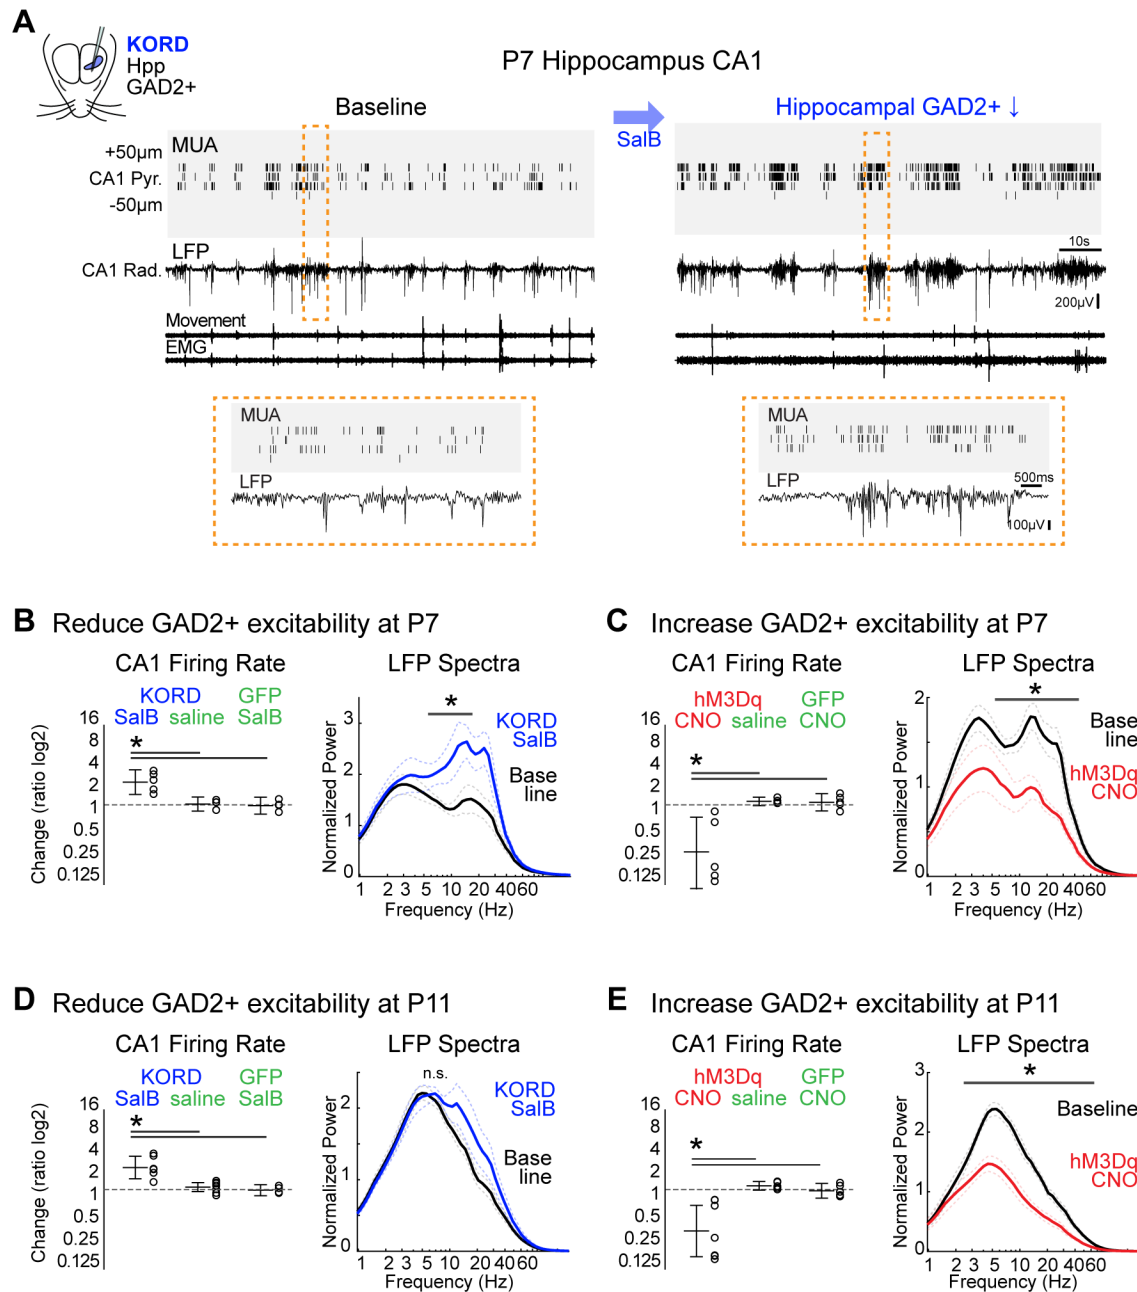 A
KORD
Hpp
GAD2+
P7 Hippocampus CA1
Baseline
SalB
Hippocampal GAD2+ ↓
MUA
+50µm
CA1 Pyr.
-50µm
LFP
CA1 Rad.
10s
200µV
Movement
EMG
MUA
LFP
MUA
LFP
500ms
100µV
B Reduce GAD2+ excitability at P7
CA1 Firing Rate
KORD GFP
SalB saline SalB
*
Change (ratio log2)
16
8
4
2
1
0.5
0.25
0.125
LFP Spectra
*
KORD
SalB
Base
line
Normalized Power
3
2
1
0
1 2 3 5 10 20 40 60
Frequency (Hz)
C Increase GAD2+ excitability at P7
CA1 Firing Rate
hM3Dq GFP
CNO saline CNO
*
16
8
4
2
1
0.5
0.25
0.125
LFP Spectra
*
Base
line
hM3Dq
CNO
Normalized Power
2
1
0
1 2 3 5 10 20 40 60
Frequency (Hz)
D Reduce GAD2+ excitability at P11
CA1 Firing Rate
KORD GFP
SalB saline SalB
*
Change (ratio log2)
16
8
4
2
1
0.5
0.25
0.125
LFP Spectra
n.s.
KORD
SalB
Base
line
Normalized Power
2
1
0
1 2 3 5 10 20 40 60
Frequency (Hz)
E Increase GAD2+ excitability at P11
CA1 Firing Rate
hM3Dq GFP
CNO saline CNO
*
16
8
4
2
1
0.5
0.25
0.125
LFP Spectra
*
Baseline
hM3Dq
CNO
Normalized Power
3
2
1
0
1 2 3 5 10 20 40 60
Frequency (Hz)